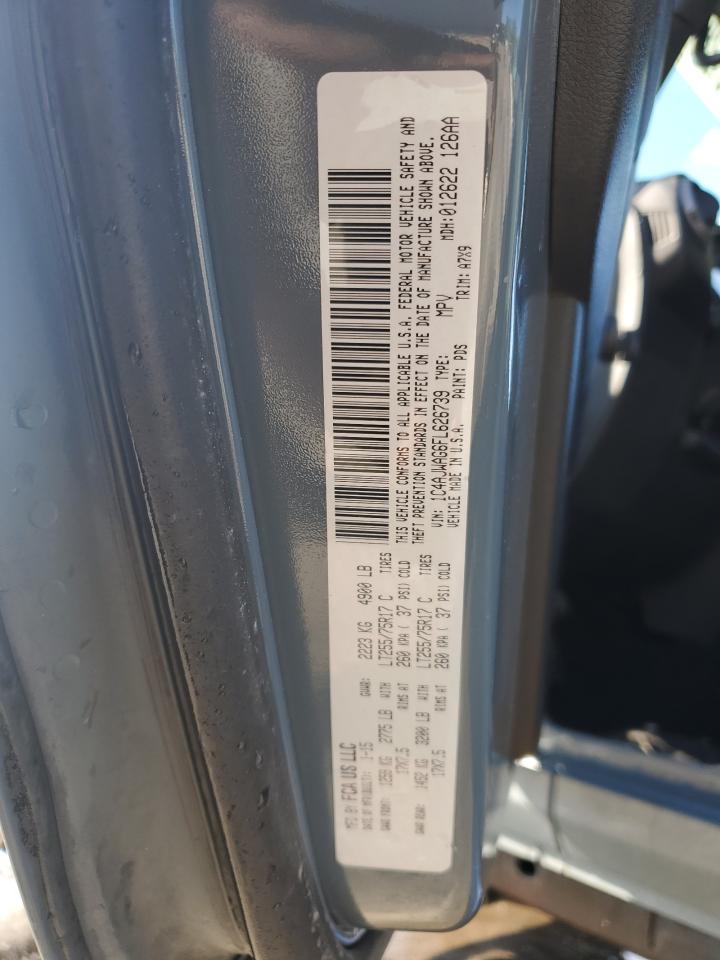 MFD BY FCA US LLC
DATE OF MFR: 1-15 GVWR: 2223 KG 4900 LB
GAWR FRONT: 1259 KG 2775 LB WITH LT255/75R17 C TIRES
17X7.5 RIMS AT 260 KPA ( 37 PSI) COLD
GAWR REAR: 1452 KG 3200 LB WITH LT255/75R17 C TIRES
17X7.5 RIMS AT 260 KPA ( 37 PSI) COLD
THIS VEHICLE CONFORMS TO ALL APPLICABLE U.S.A. FEDERAL MOTOR VEHICLE SAFETY AND
THEFT PREVENTION STANDARDS IN EFFECT ON THE DATE OF MANUFACTURE SHOWN ABOVE.
VIN: 1C4AJWAG6FL626739 TYPE: MPV MDH:012622 126AA
VEHICLE MADE IN U.S.A. PAINT: PDS TRIM: A7X9